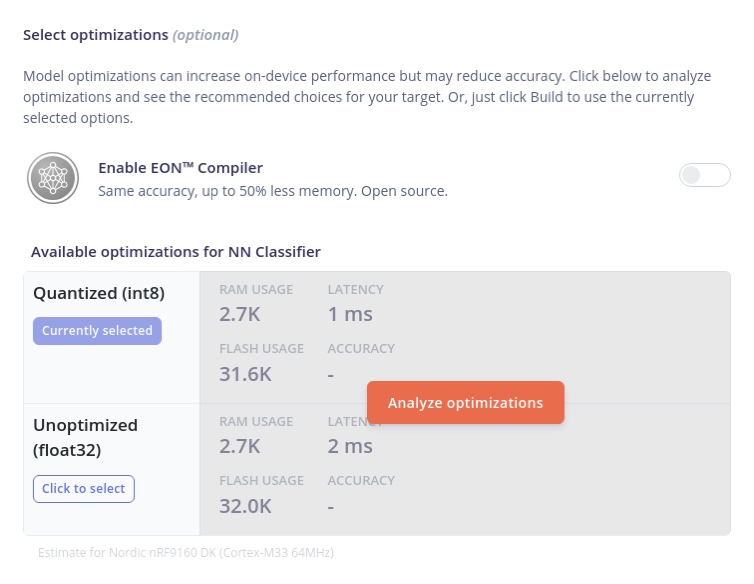 Select optimizations (optional)
Model optimizations can increase on-device performance but may reduce accuracy. Click below to analyze
optimizations and see the recommended choices for your target. Or, just click Build to use the currently
selected options.
Enable EON™ Compiler
Same accuracy, up to 50% less memory. Open source.
Available optimizations for NN Classifier
Quantized (int8)
Currently selected
RAM USAGE LATENCY
2.7K 1 ms
FLASH USAGE ACCURACY
31.6K -
Analyze optimizations
Unoptimized
(float32)
Click to select
RAM USAGE LATENCY
2.7K 2 ms
FLASH USAGE ACCURACY
32.0K -
Estimate for Nordic nRF9160 DK (Cortex-M33 64MHz)